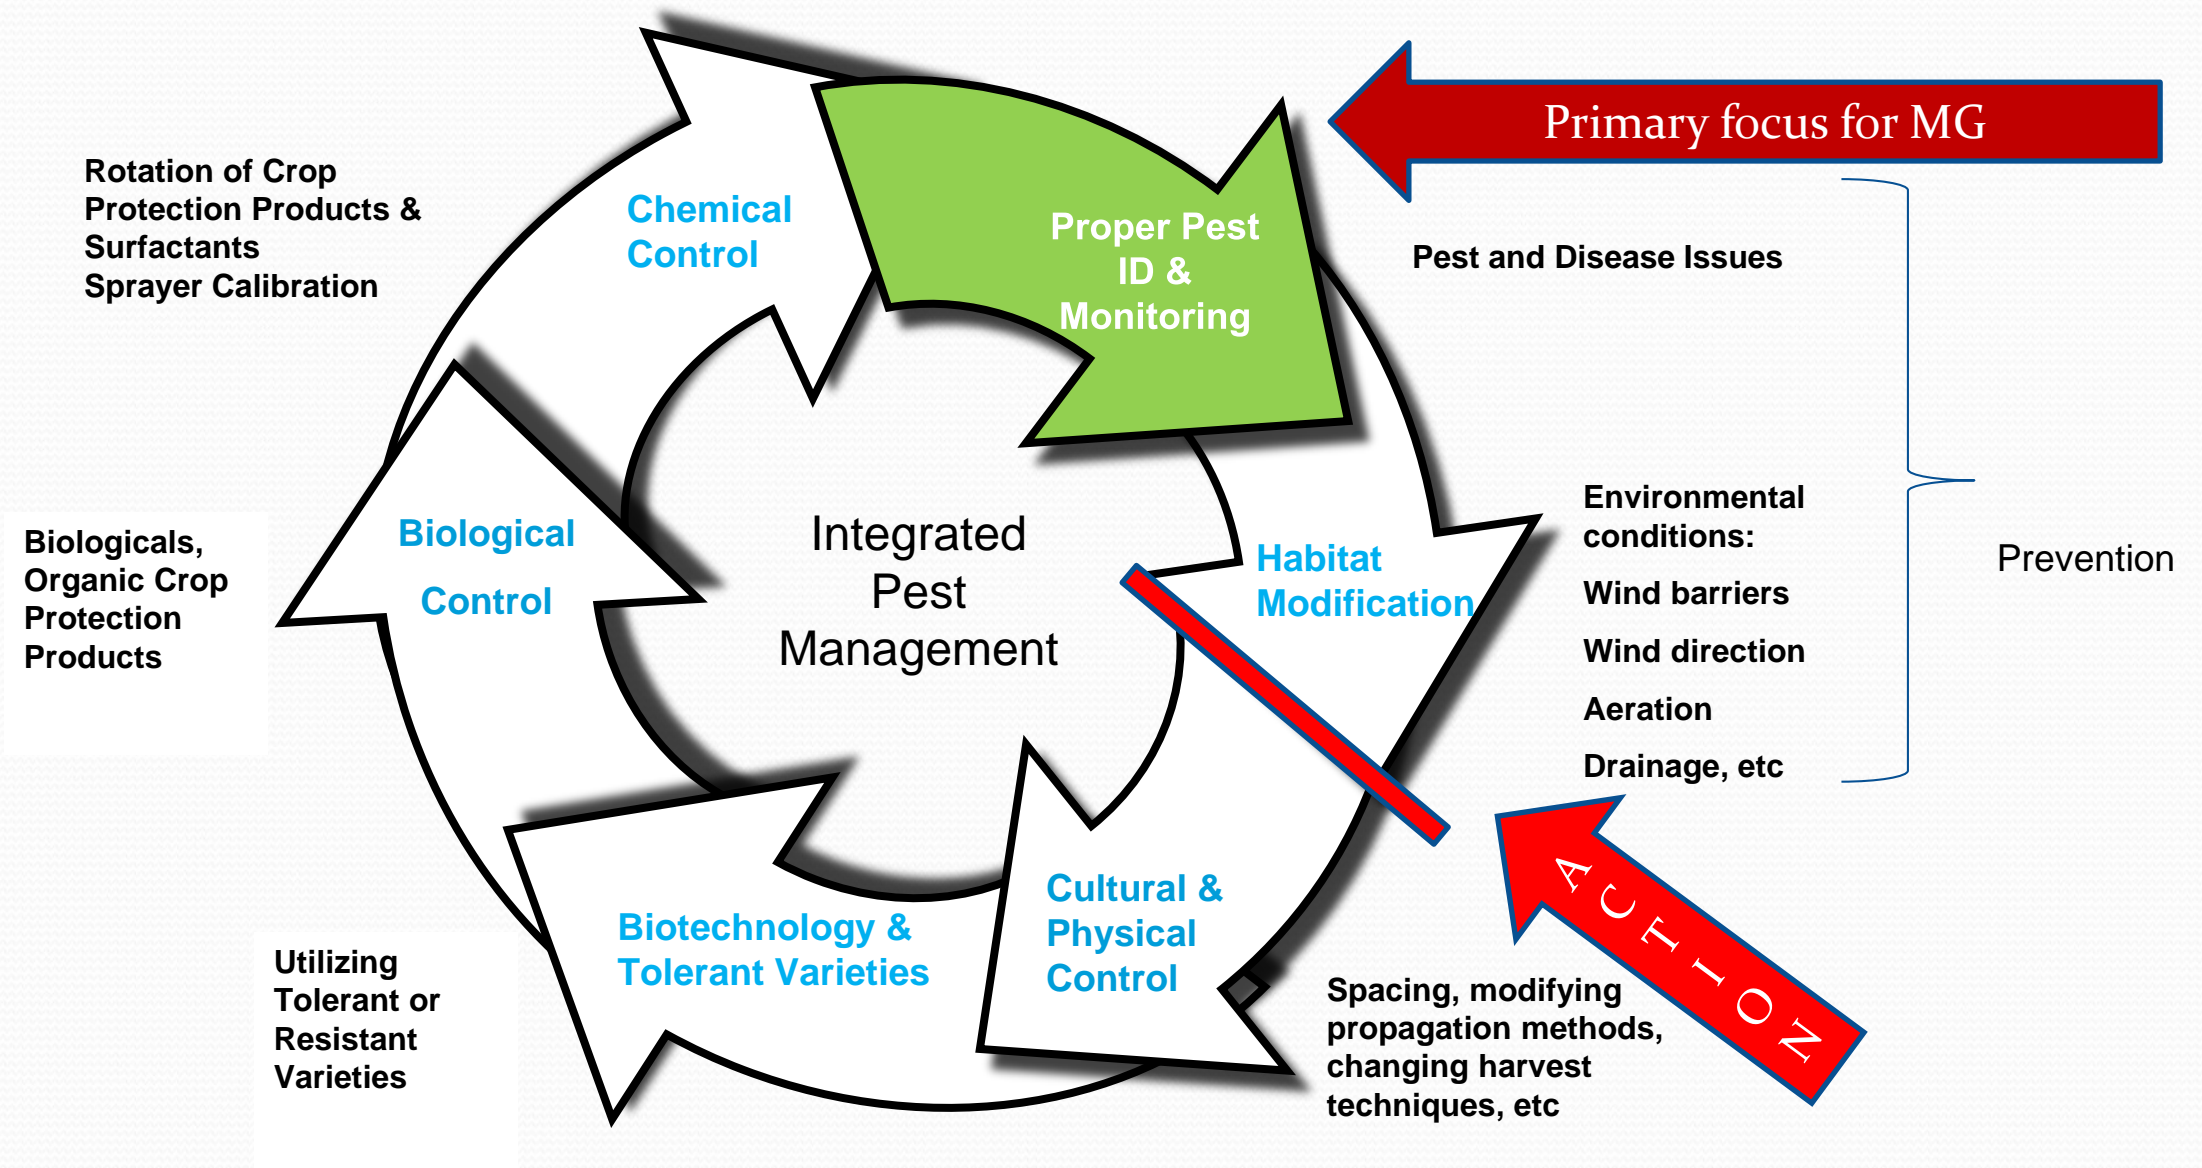 Primary focus for MG
Rotation of Crop
Protection Products &
Surfactants
Sprayer Calibration
Chemical
Control
Proper Pest
ID &
Monitoring
Pest and Disease Issues
Biologicals,
Organic Crop
Protection
Products
Biological
Control
Integrated
Pest
Management
Habitat
Modification
Environmental
conditions:
Wind barriers
Wind direction
Aeration
Drainage, etc
Prevention
ACTION
Utilizing
Tolerant or
Resistant
Varieties
Biotechnology &
Tolerant Varieties
Cultural &
Physical
Control
Spacing, modifying
propagation methods,
changing harvest
techniques, etc